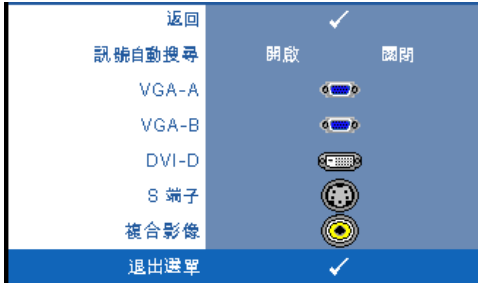 返回
訊號自動搜尋 開啟 關閉
VGA-A
VGA-B
DVI-D
S 端子
複合影像
退出選單